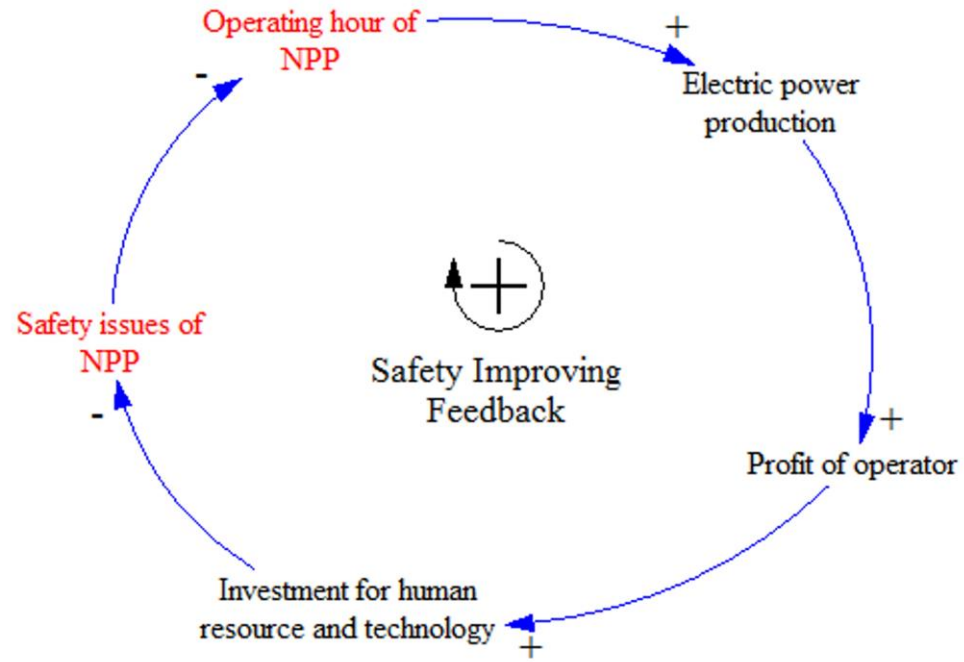 Operating hour of
NPP
+
-
Electric power
production
Safety issues of
NPP
+
Safety Improving
Feedback
-
+
Profit of operator
Investment for human
resource and technology
+